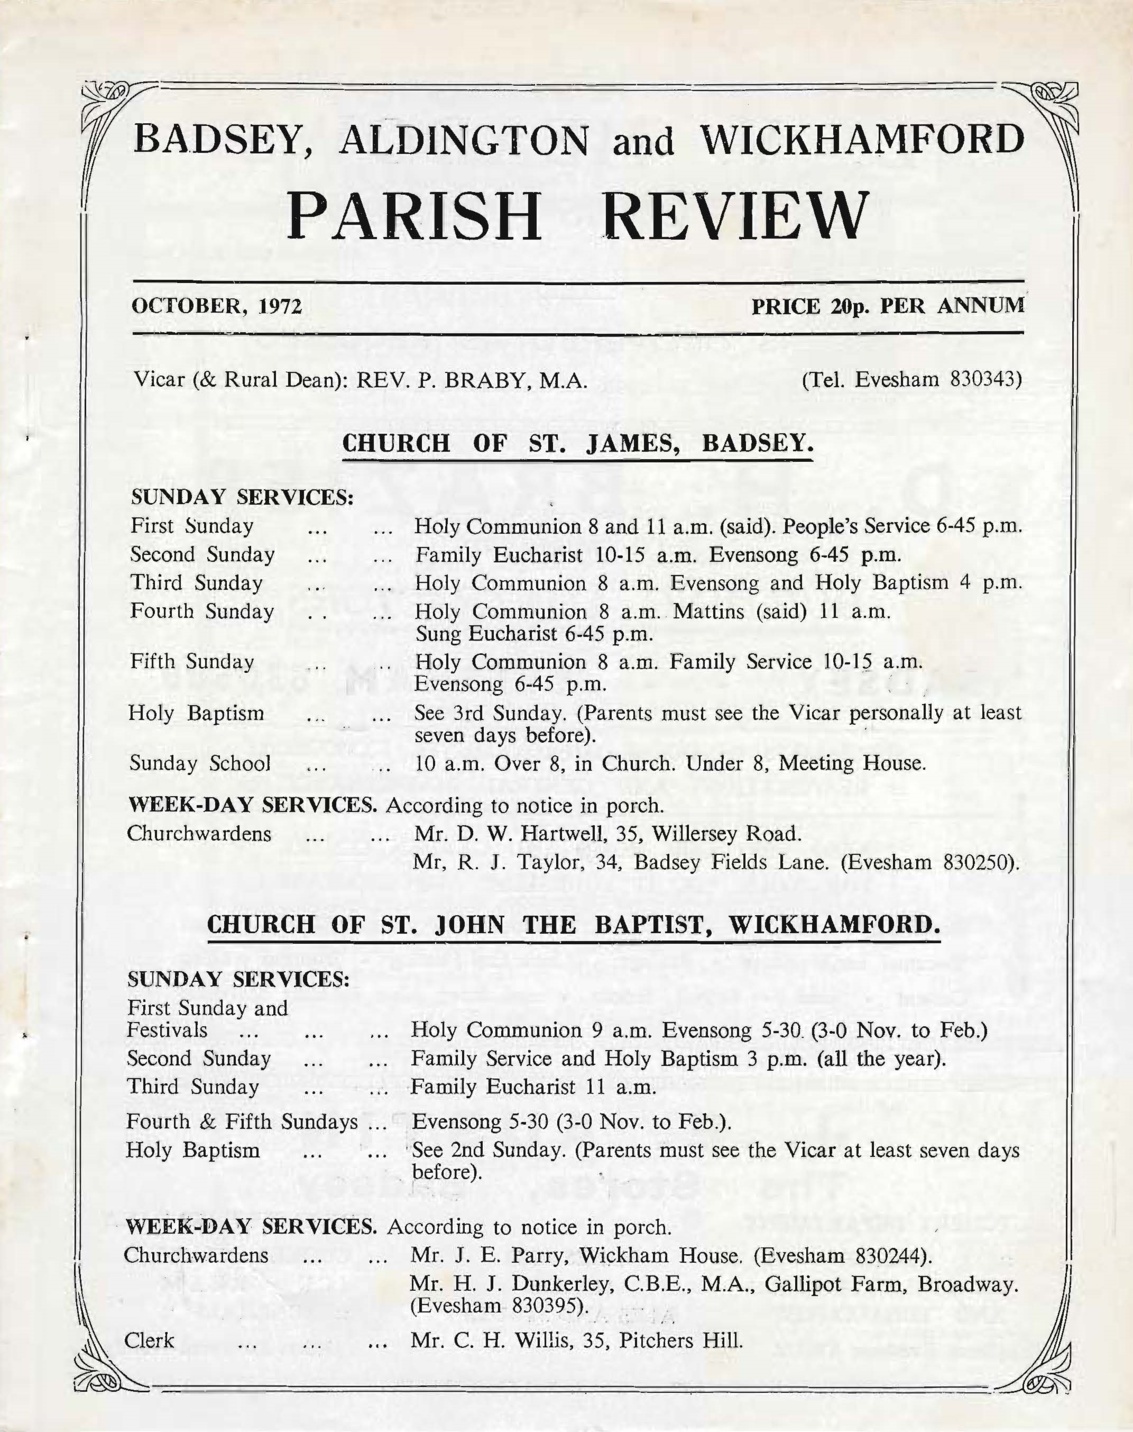 BADSEY, ALDINGTON and WICKHAMFORD
PARISH REVIEW
OCTOBER, 1972 PRICE 20p. PER ANNUM
Vicar (& Rural Dean): REV. P. BRABY, M.A. (Tel. Evesham 830343)
CHURCH OF ST. JAMES, BADSEY.
SUNDAY SERVICES:
First Sunday ... ... Holy Communion 8 and 11 a.m. (said). People's Service 6-45 p.m.
Second Sunday ... ... Family Eucharist 10-15 a.m. Evensong 6-45 p.m.
Third Sunday ... ... Holy Communion 8 a.m. Evensong and Holy Baptism 4 p.m.
Fourth Sunday . . ... Holy Communion 8 a.m. Mattins (said) 11 a.m.
Sung Eucharist 6-45 p.m.
Fifth Sunday ... .. Holy Communion 8 a.m. Family Service 10-15 a.m.
Evensong 6-45 p.m.
Holy Baptism ... ... See 3rd Sunday. (Parents must see the Vicar personally at least
seven days before).
Sunday School ... .. 10 a.m. Over 8, in Church. Under 8, Meeting House.
WEEK-DAY SERVICES. According to notice in porch.
Churchwardens ... ... Mr. D. W. Hartwell, 35, Willersey Road.
Mr, R. J. Taylor, 34, Badsey Fields Lane. (Evesham 830250).
CHURCH OF ST. JOHN THE BAPTIST, WICKHAMFORD.
SUNDAY SERVICES:
First Sunday and
Festivals ... ... ... Holy Communion 9 a.m. Evensong 5-30. (3-0 Nov. to Feb.)
Second Sunday ... ... Family Service and Holy Baptism 3 p.m. (all the year).
Third Sunday ... ... Family Eucharist 11 a.m.
Fourth & Fifth Sundays ... Evensong 5-30 (3-0 Nov. to Feb.).
Holy Baptism ... ... See 2nd Sunday. (Parents must see the Vicar at least seven days
before).
WEEK-DAY SERVICES. According to notice in porch.
Churchwardens ... ... Mr. J. E. Parry, Wickham House. (Evesham 830244).
Mr. H. J. Dunkerley, C.B.E., M.A., Gallipot Farm, Broadway.
(Evesham 830395).
Clerk ... ... ... Mr. C. H. Willis, 35, Pitchers Hill.